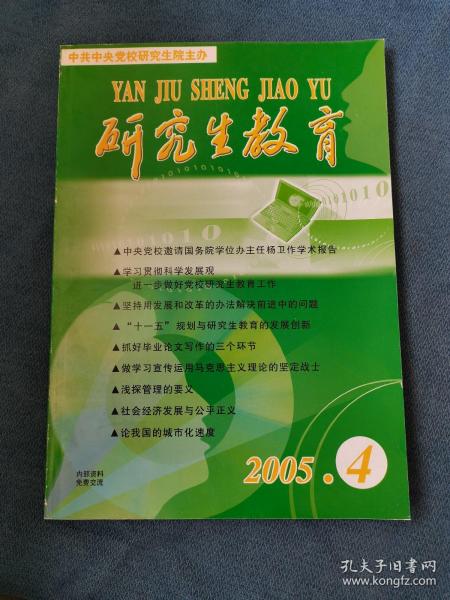 中共中央党校研究生院主办
YAN JIU SHENG JIAO YU
研究生教育
▲中央党校邀请国务院学位办主任杨卫作学术报告
▲学习贯彻科学发展观
进一步做好党校研究生教育工作
▲坚持用发展和改革的办法解决前进中的问题
▲“十一五”规划与研究生教育的发展创新
▲抓好毕业论文写作的三个环节
▲做学习宣传运用马克思主义理论的坚定战士
▲浅探管理的要义
▲社会经济发展与公平正义
▲论我国的城市化速度
内部资料
免费交流
2005.4
孔夫子旧书网
www.kongfz.com